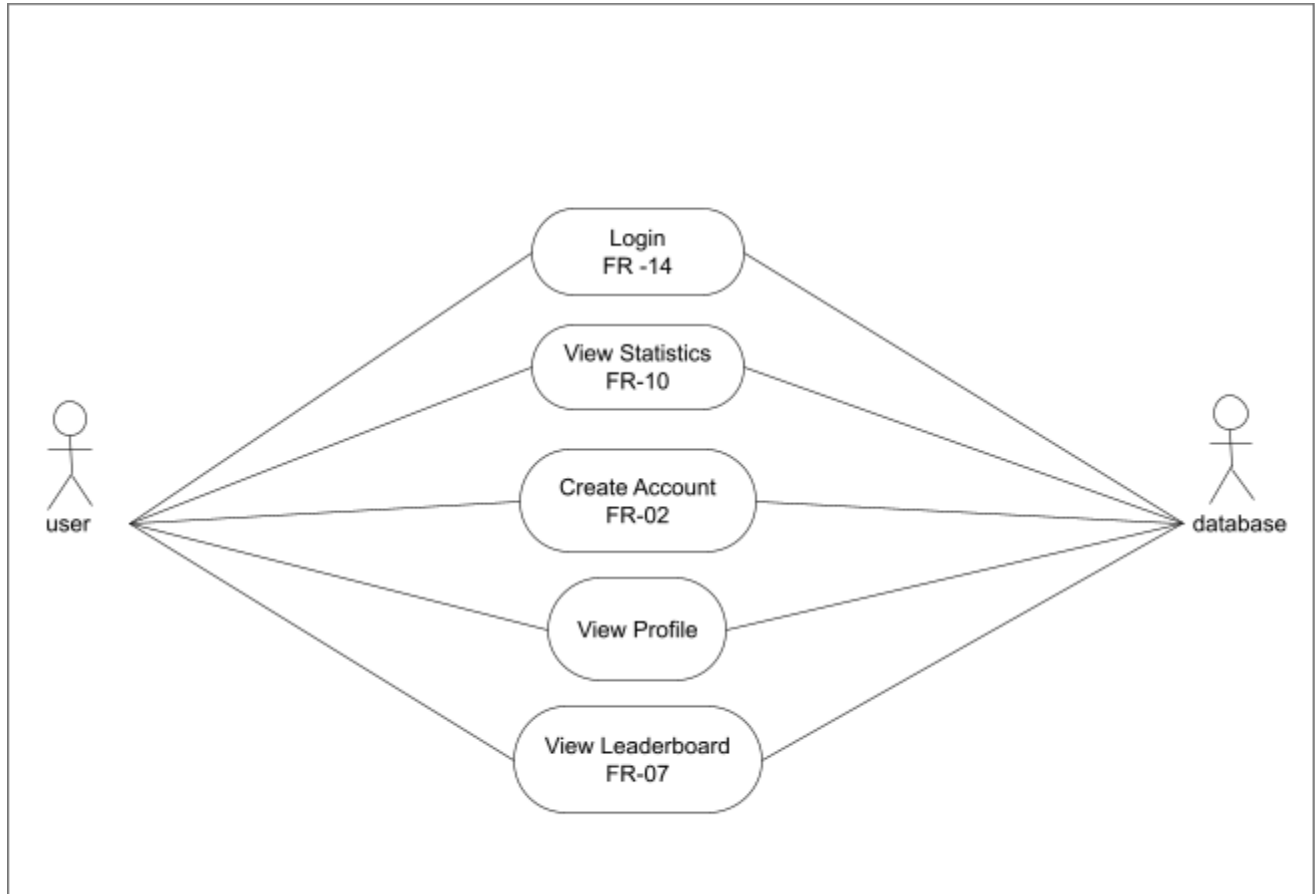 Login
FR -14
View Statistics
FR-10
user
Create Account
FR-02
database
View Profile
View Leaderboard
FR-07